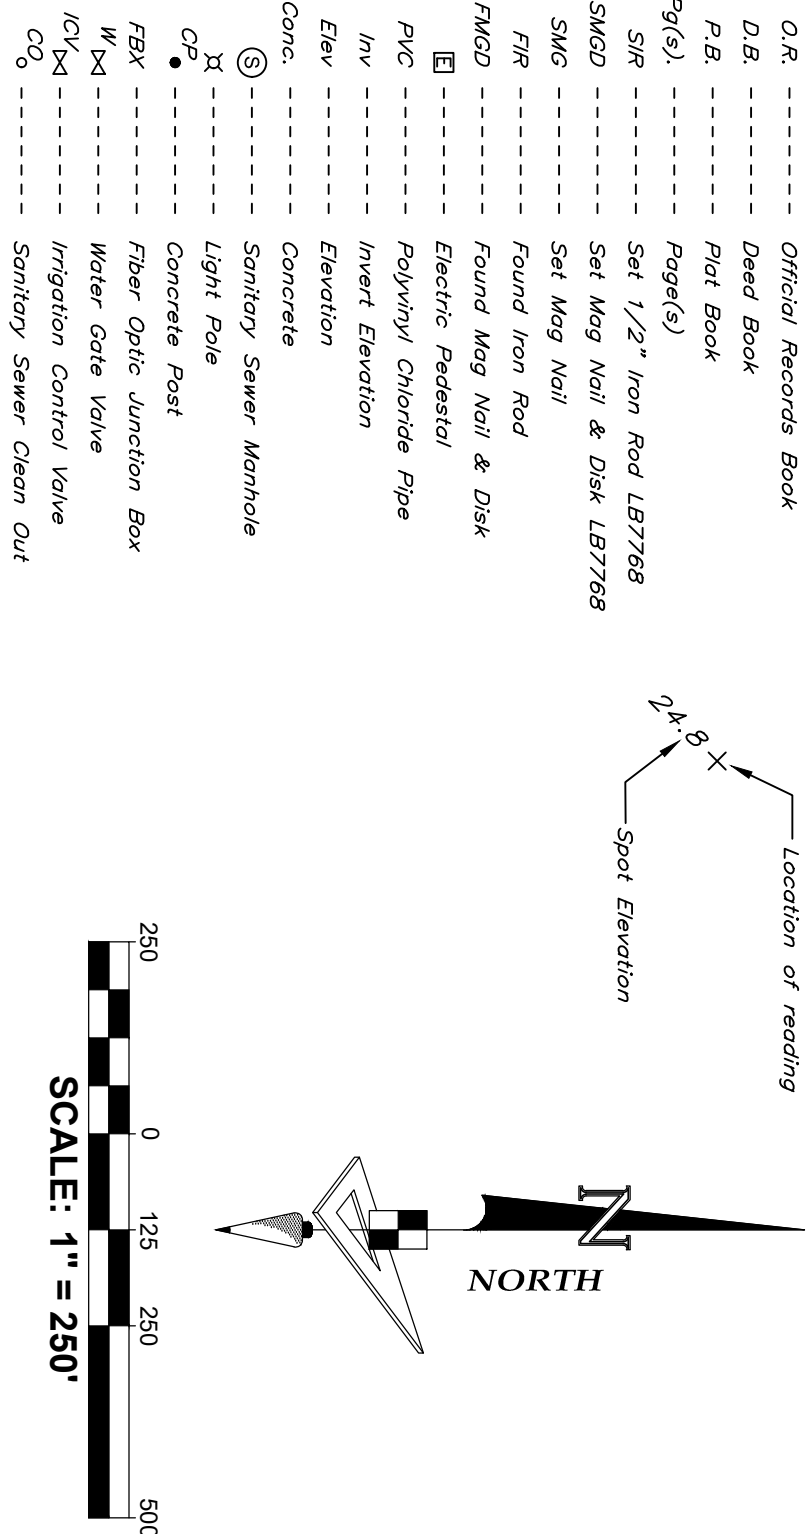 O.R. ------------ Official Records Book
D.B. ------------ Deed Book
P.B. ------------ Plat Book
Pg(s). ------------ Page(s)
SIR ------------ Set 1/2" Iron Rod LB7768
SMGD ------------ Set Mag Nail & Disk LB7768
SMG ------------ Set Mag Nail
FIR ------------ Found Iron Rod
FMGD ------------ Found Mag Nail & Disk
E ------------ Electric Pedestal
PVC ------------ Polyvinyl Chloride Pipe
Inv ------------ Invert Elevation
Elev ------------ Elevation
Conc. ------------ Concrete
S ------------ Sanitary Sewer Manhole
------------ Light Pole
CP ------------ Concrete Post
FBX ------------ Fiber Optic Junction Box
W ------------ Water Gate Valve
ICV ------------ Irrigation Control Valve
CO ------------ Sanitary Sewer Clean Out
Location of reading
24.8
Spot Elevation
N
NORTH
250 0 125 250 500
SCALE: 1" = 250'